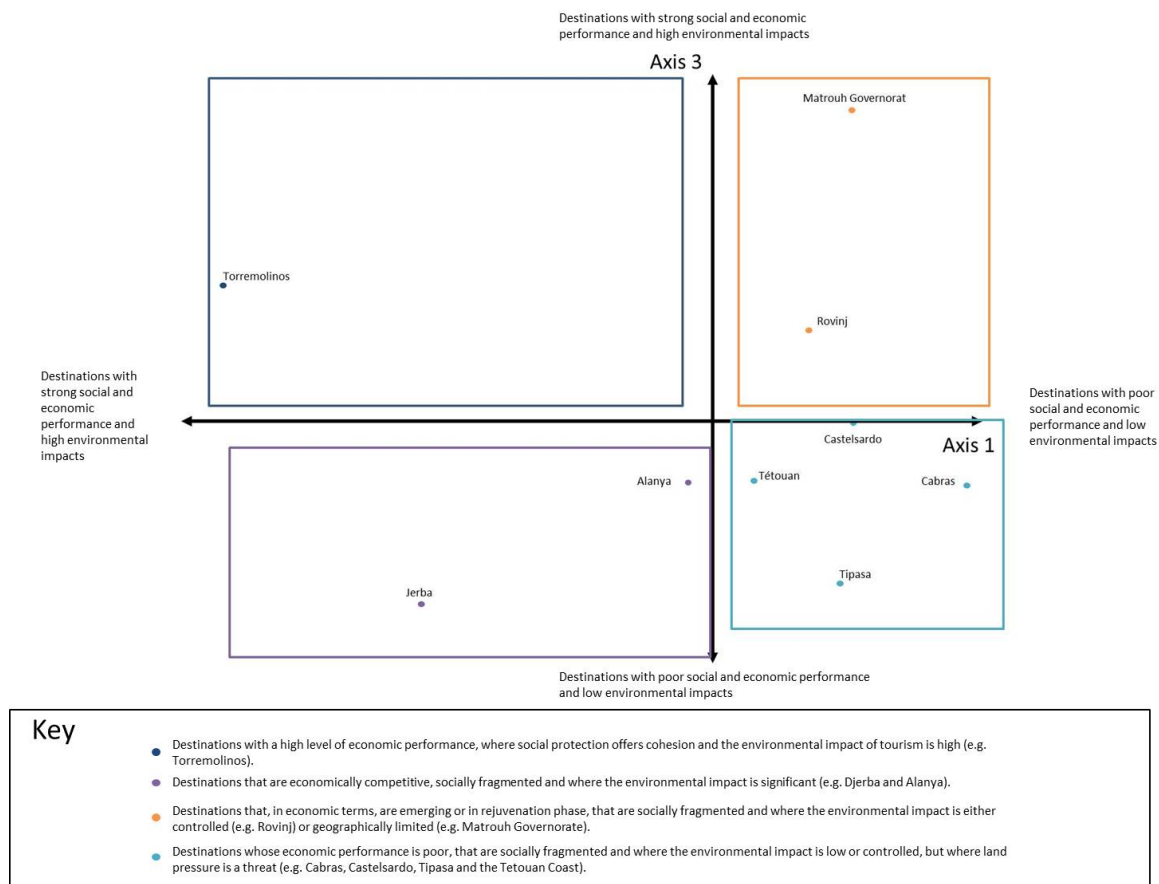 Destinations with strong social and economic
performance and high environmental impacts
Axis 3
Matrouh Governorat
Torremolinos
Rovinj
Destinations with
strong social and
economic
performance and
high environmental
impacts
Destinations with poor
social and economic
performance and low
environmental impacts
Castelsardo
Axis 1
Alanya
Tétouan
Cabras
Tipasa
Jerba
Destinations with poor social and economic performance
and low environmental impacts
Key
Destinations with a high level of economic performance, where social protection offers cohesion and the environmental impact of tourism is high (e.g.
Torremolinos).
Destinations that are economically competitive, socially fragmented and where the environmental impact is significant (e.g. Djerba and Alanya).
Destinations that, in economic terms, are emerging or in rejuvenation phase, that are socially fragmented and where the environmental impact is either
controlled (e.g. Rovinj) or geographically limited (e.g. Matrouh Governorate).
Destinations whose economic performance is poor, that are socially fragmented and where the environmental impact is low or controlled, but where land
pressure is a threat (e.g. Cabras, Castelsardo, Tipasa and the Tetouan Coast).